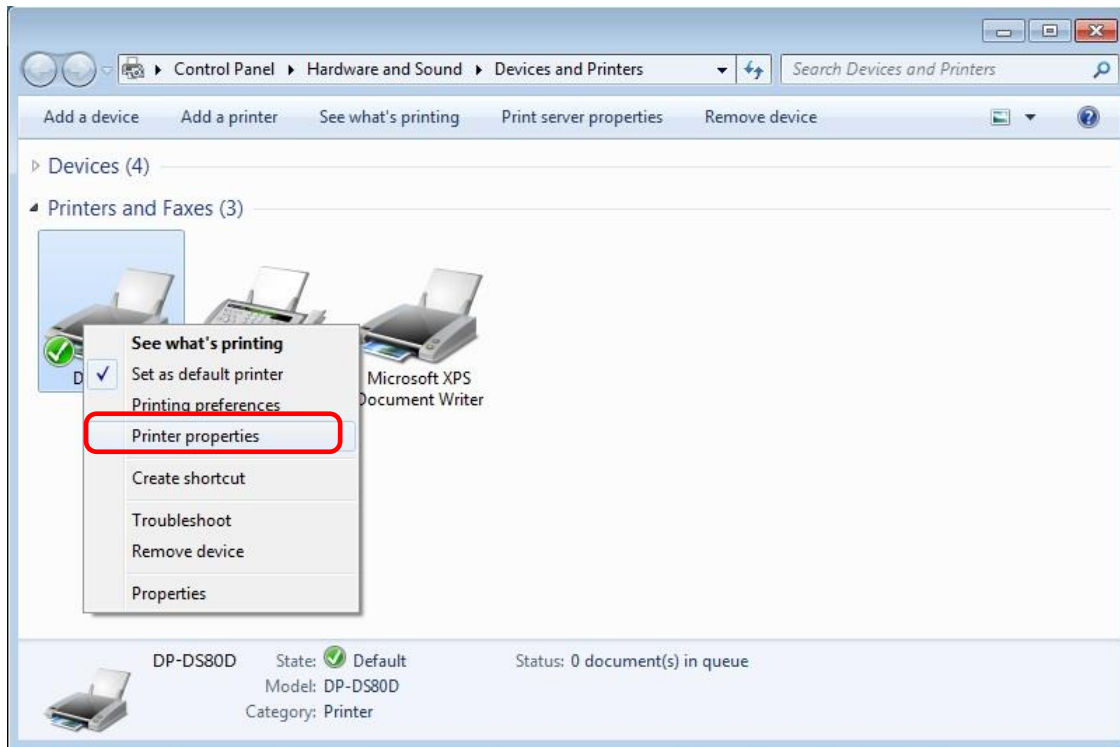 Control Panel Hardware and Sound Devices and Printers Search Devices and Printers
Add a device Add a printer See what's printing Print server properties Remove device
Devices (4)
Printers and Faxes (3)
D
Microsoft XPS
Document Writer
See what's printing
Set as default printer
Printing preferences
Printer properties
Create shortcut
Troubleshoot
Remove device
Properties
DP-DS80D State: Default Status: 0 document(s) in queue
Model: DP-DS80D
Category: Printer